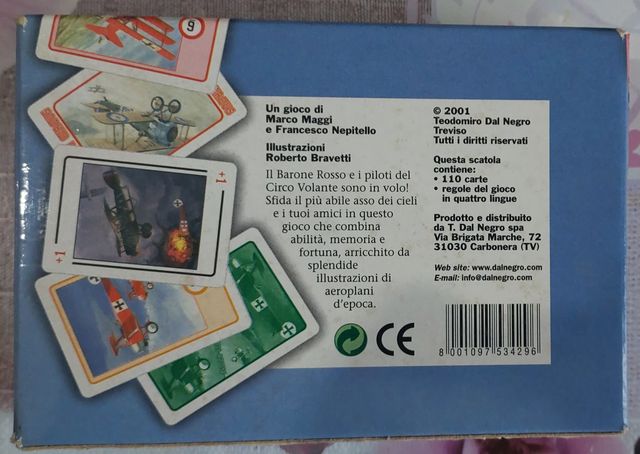 9
Un gioco di
Marco Maggi
e Francesco Nepitello
Illustrazioni
Roberto Bravetti
Il Barone Rosso e i piloti del
Circo Volante sono in volo!
Sfida il più abile asso dei cieli
e i tuoi amici in questo
gioco che combina
abilità, memoria e
fortuna, arricchito da
splendide
illustrazioni di
aeroplani
d'epoca.
+1
+1
CE
© 2001
Teodomiro Dal Negro
Treviso
Tutti i diritti riservati
Questa scatola
contiene:
• 110 carte
• regole del gioco
in quattro lingue
Prodotto e distribuito
da T. Dal Negro spa
Via Brigata Marche, 72
31030 Carbonera (TV)
Web site: www.dalnegro.com
E-mail: info@dalnegro.com
8 001097 534296